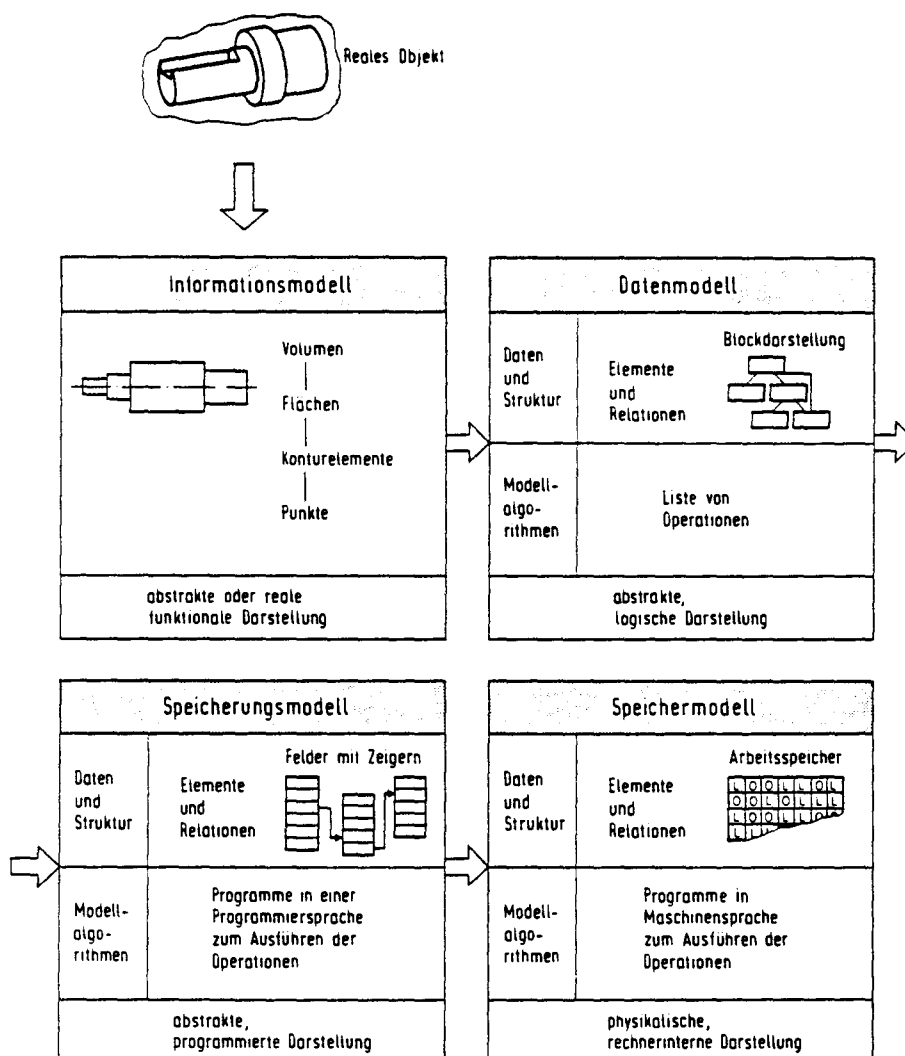 Reales Objekt
Informationsmodell
Volumen
Flächen
Konturelemente
Punkte
abstrakte oder reale
funktionale Darstellung
Datenmodell
Daten
und
Struktur
Elemente
und
Relationen
Blockdarstellung
Modell-
algo-
rithmen
Liste von
Operationen
abstrakte,
logische Darstellung
Speicherungsmodell
Daten
und
Struktur
Elemente
und
Relationen
Felder mit Zeigern
Modell-
algo-
rithmen
Programme in einer
Programmiersprache
zum Ausführen der
Operationen
abstrakte,
programmierte Darstellung
Speichermodell
Daten
und
Struktur
Elemente
und
Relationen
Arbeitsspeicher
L O O L L O L
O O L O L L L
L O O L L O
L L
Modell-
algo-
rithmen
Programme in
Maschinensprache
zum Ausführen der
Operationen
physikalische,
rechnerinterne Darstellung